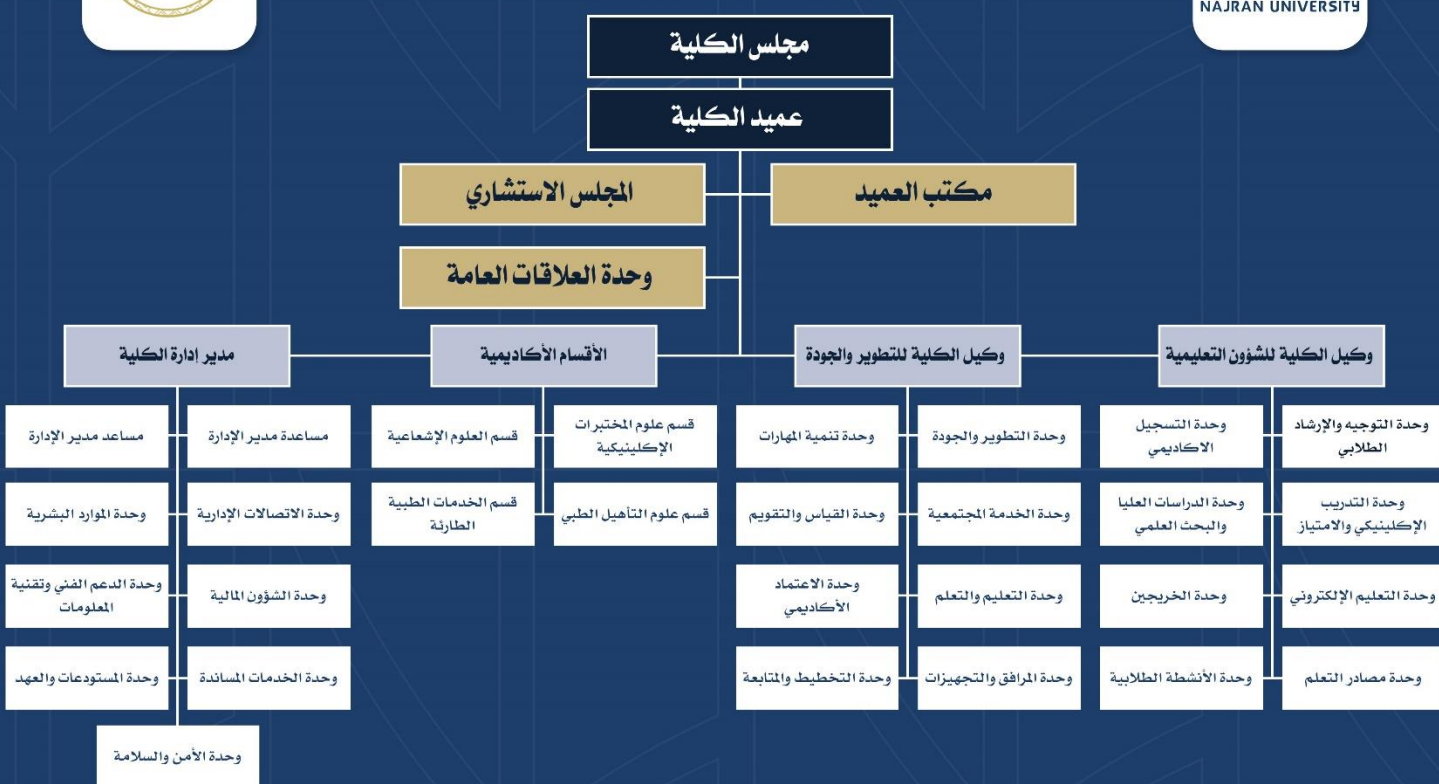 NAJRAN UNIVERSITY
مجلس الكلية
عميد الكلية
مكتب العميد
المجلس الاستشاري
وحدة العلاقات العامة
وكيل الكلية للشؤون التعليمية
وكيل الكلية للتطوير والجودة
الأقسام الأكاديمية
مدير إدارة الكلية
وحدة التوجيه والإرشاد
الطلابي
وحدة التسجيل
الاكاديمي
وحدة التدريب
الإكلينيكي والامتياز
وحدة الدراسات العليا
والبحث العلمي
وحدة التعليم الإلكتروني
وحدة الخريجين
وحدة مصادر التعلم
وحدة الأنشطة الطلابية
وحدة التطوير والجودة
وحدة تنمية المهارات
وحدة الخدمة المجتمعية
وحدة القياس والتقويم
وحدة التعليم والتعلم
وحدة الاعتماد
الأكاديمي
وحدة المرافق والتجهيزات
وحدة التخطيط والمتابعة
قسم علوم المختبرات
الإكلينيكية
قسم العلوم الإشعاعية
قسم علوم التأهيل الطبي
قسم الخدمات الطبية
الطارئة
مساعدة مدير الإدارة
مساعد مدير الإدارة
وحدة الاتصالات الإدارية
وحدة الموارد البشرية
وحدة الشؤون المالية
وحدة الدعم الفني وتقنية
المعلومات
وحدة الخدمات المساندة
وحدة المستودعات والعهد
وحدة الأمن والسلامة